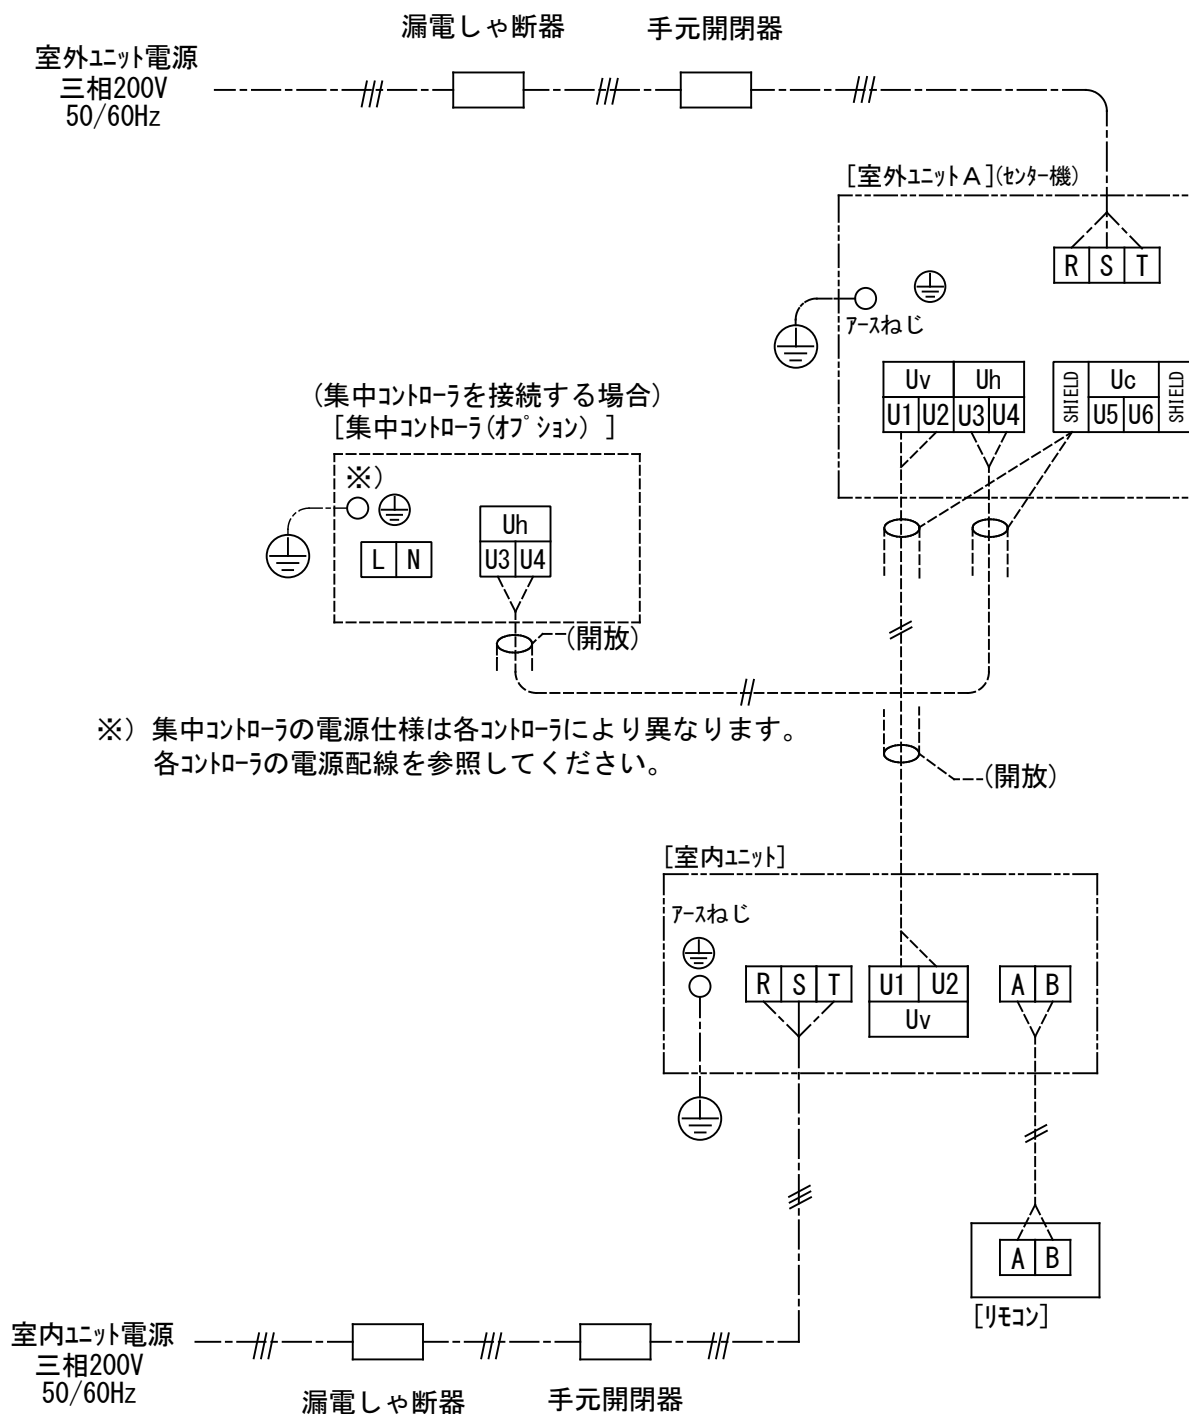 漏電しゃ断器
手元開閉器
室外ﾕﾆｯﾄ電源
三相200V
50/60Hz
[室外ﾕﾆｯﾄA](ｾﾝﾀｰ機)
R S T
ｱｰｽねじ
Uv Uh
U1 U2 U3 U4
SHIELD Uc SHIELD
U5 U6
(集中ｺﾝﾄﾛｰﾗを接続する場合)
[集中ｺﾝﾄﾛｰﾗ(ｵﾌﾟｼｮﾝ) ]
※)
Uh
L N
U3 U4
(開放)
※) 集中ｺﾝﾄﾛｰﾗの電源仕様は各ｺﾝﾄﾛｰﾗにより異なります。
各ｺﾝﾄﾛｰﾗの電源配線を参照してください。
(開放)
[室内ﾕﾆｯﾄ]
ｱｰｽねじ
R S T
U1 U2
Uv
A B
A B
[ﾘﾓｺﾝ]
室内ﾕﾆｯﾄ電源
三相200V
50/60Hz
漏電しゃ断器
手元開閉器